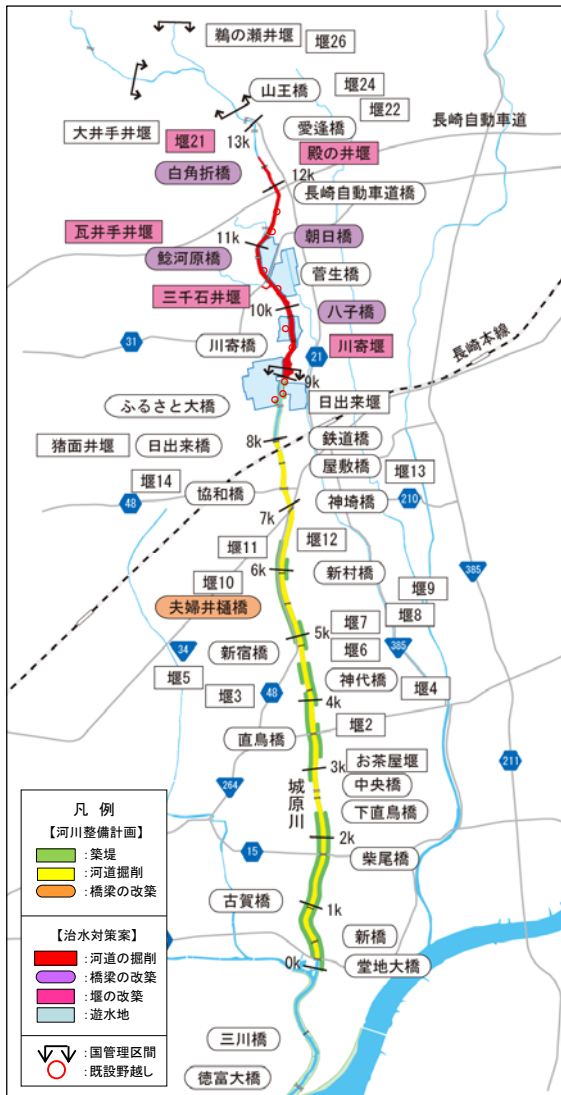 鵜の瀬井堰
堰26
山王橋
堰24
堰22
大井手井堰
堰21
13k
愛逢橋
長崎自動車道
殿の井堰
白角折橋
12k
長崎自動車道橋
瓦井手井堰
11k
朝日橋
鯰河原橋
菅生橋
三千石井堰
10k
八子橋
31
川寄橋
21
川寄堰
長崎本線
9k
日出来堰
ふるさと大橋
猪面井堰
日出来橋
8k
鉄道橋
屋敷橋
堰13
堰14
48
協和橋
7k
神埼橋
210
堰11
堰12
6k
新村橋
385
堰10
堰9
夫婦井樋橋
堰7
堰8
5k
34
新宿橋
堰6
385
堰5
堰3
48
神代橋
堰4
4k
堰2
直鳥橋
3k
お茶屋堰
211
264
城原川
中央橋
下直鳥橋
2k
15
柴尾橋
古賀橋
1k
新橋
0k
堂地大橋
三川橋
徳富大橋
凡 例
【河川整備計画】
:築堤
:河道掘削
:橋梁の改築
【治水対策案】
:河道の掘削
:橋梁の改築
:堰の改築
:遊水地
:国管理区間
:既設野越し